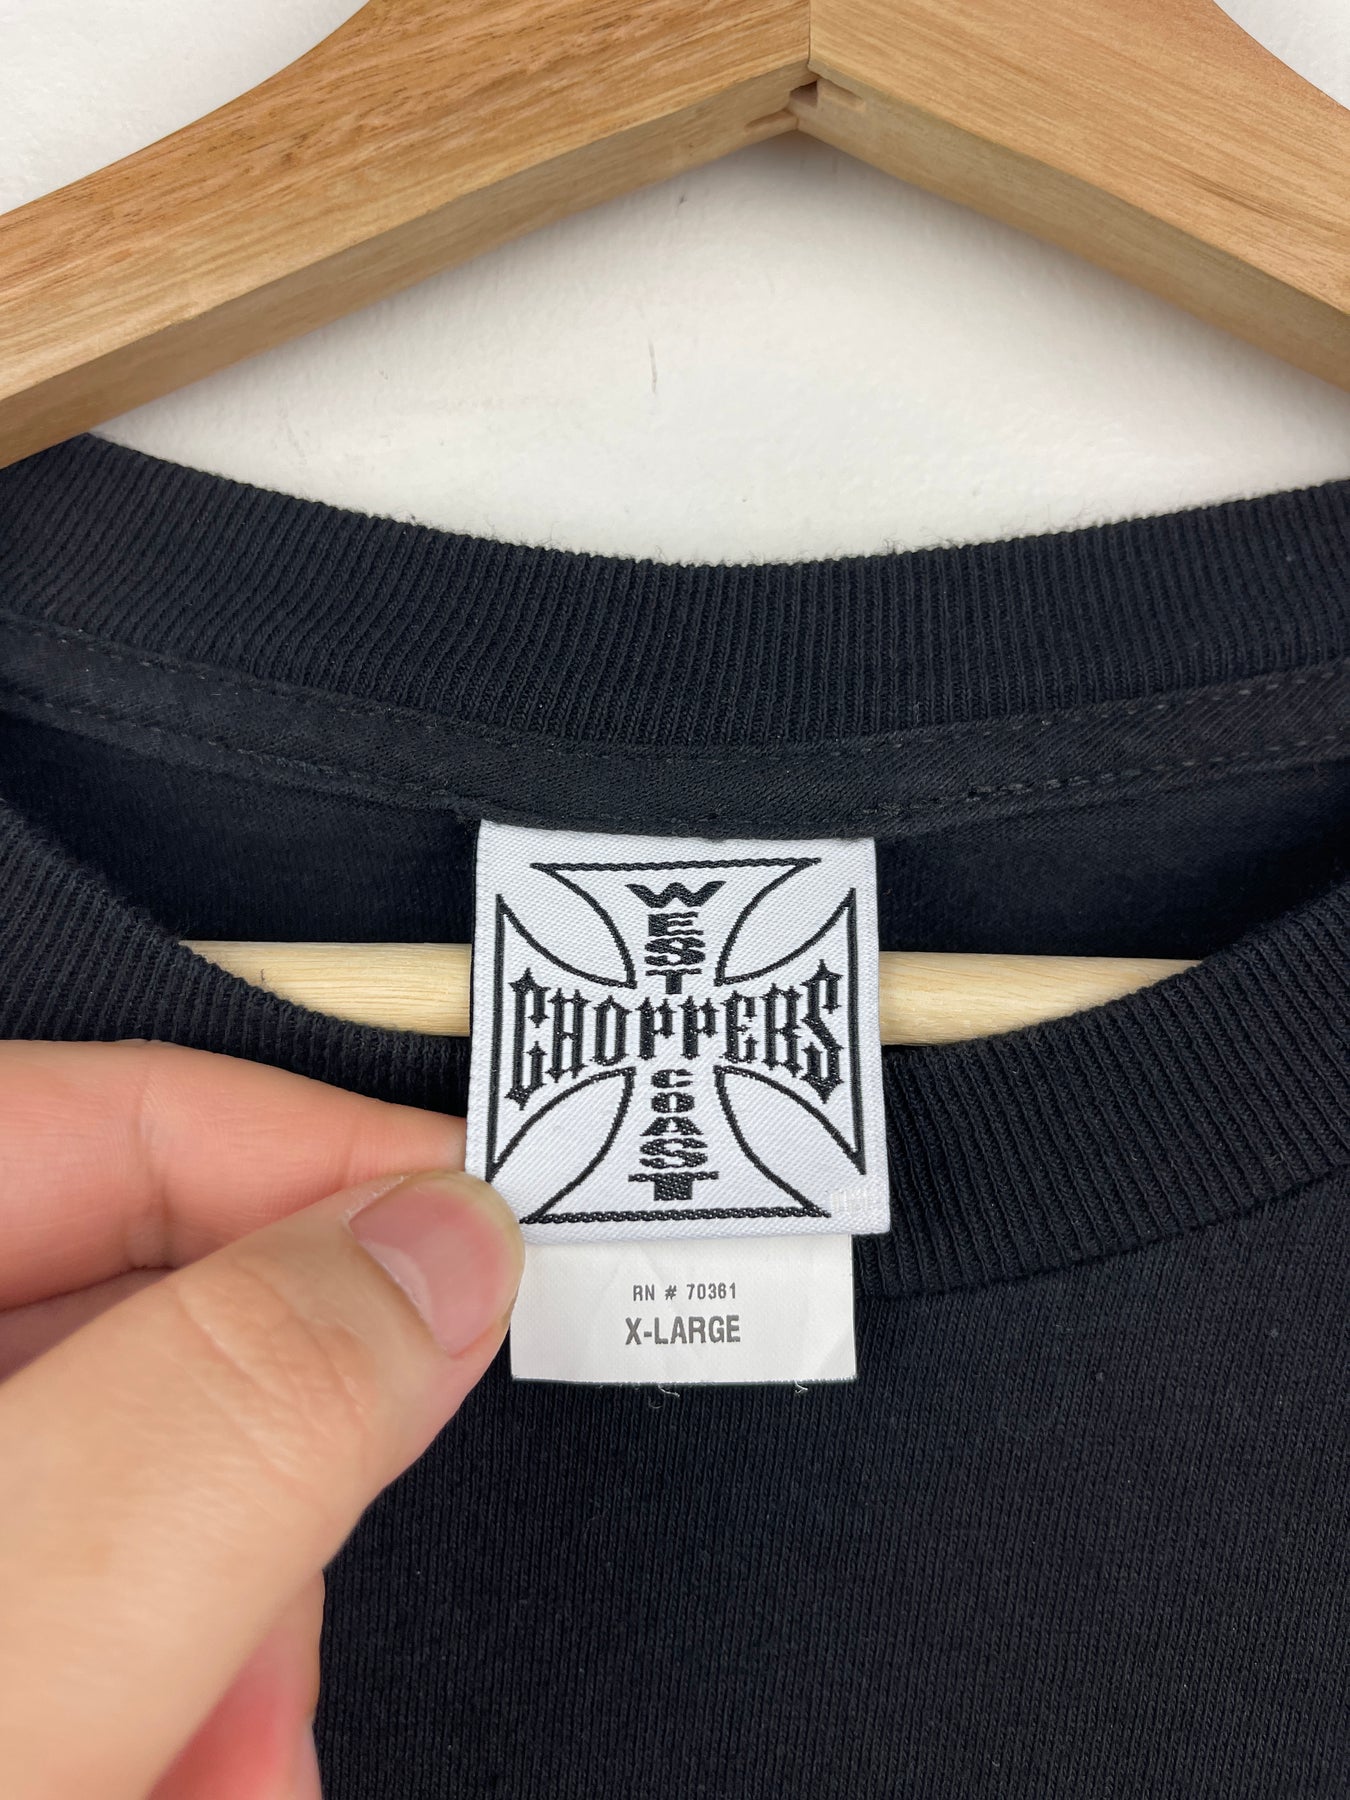 WEST
CHOPPERS
COAST
RN # 70361
X-LARGE